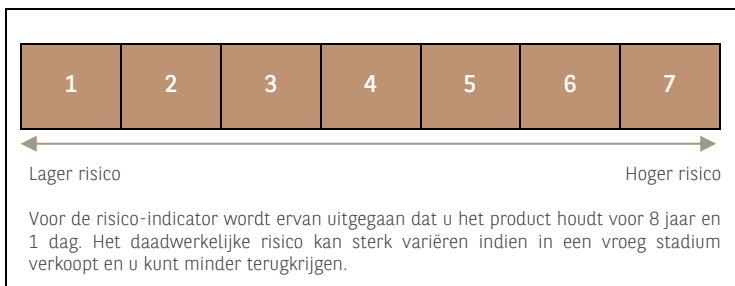 1 2 3 4 5 6 7
Lager risico Hoger risico
Voor de risico-indicator wordt ervan uitgegaan dat u het product houdt voor 8 jaar en
1 dag. Het daadwerkelijke risico kan sterk variëren indien in een vroeg stadium
verkoopt en u kunt minder terugkrijgen.